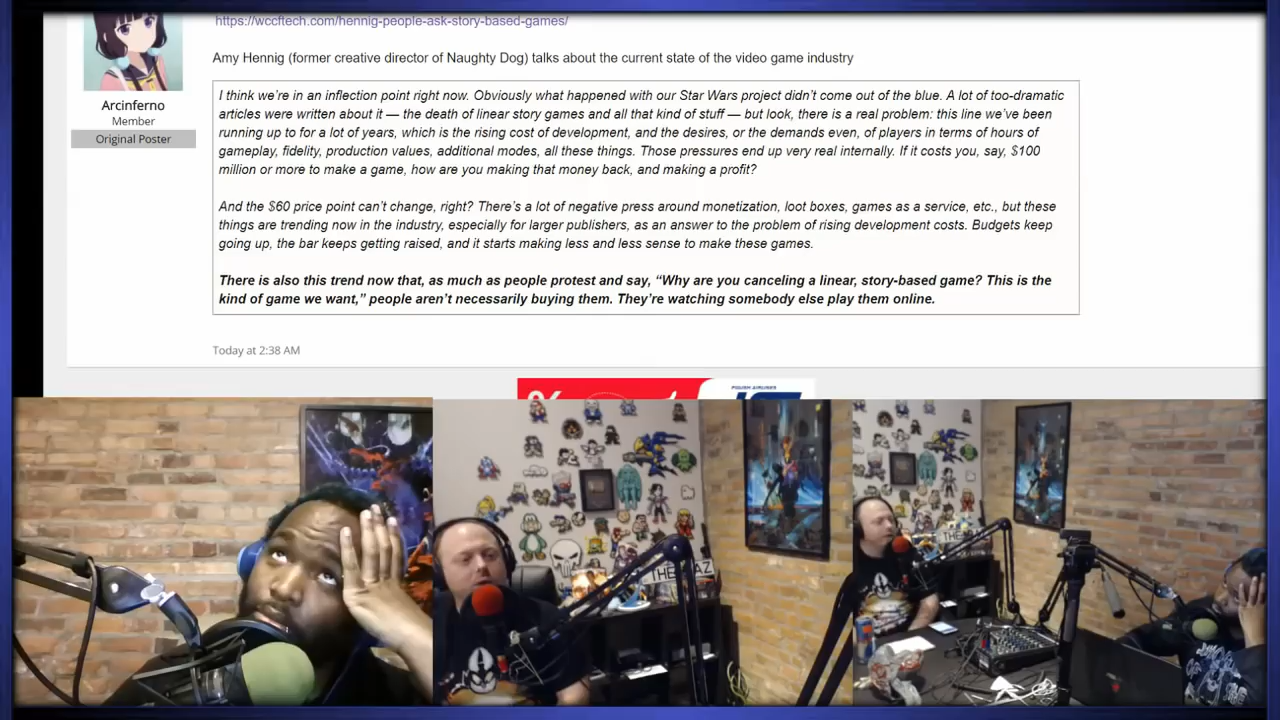 https://wccftech.com/hennig-people-ask-story-based-games/
Amy Hennig (former creative director of Naughty Dog) talks about the current state of the video game industry
Arcinferno
Member
Original Poster
I think we're in an inflection point right now. Obviously what happened with our Star Wars project didn't come out of the blue. A lot of too-dramatic
articles were written about it — the death of linear story games and all that kind of stuff — but look, there is a real problem: this line we've been
running up to for a lot of years, which is the rising cost of development, and the desires, or the demands even, of players in terms of hours of
gameplay, fidelity, production values, additional modes, all these things. Those pressures end up very real internally. If it costs you, say, $100
million or more to make a game, how are you making that money back, and making a profit?
And the $60 price point can't change, right? There's a lot of negative press around monetization, loot boxes, games as a service, etc., but these
things are trending now in the industry, especially for larger publishers, as an answer to the problem of rising development costs. Budgets keep
going up, the bar keeps getting raised, and it starts making less and less sense to make these games.
There is also this trend now that, as much as people protest and say, “Why are you canceling a linear, story-based game? This is the
kind of game we want,” people aren't necessarily buying them. They're watching somebody else play them online.
Today at 2:38 AM
POLISH AIRLINES